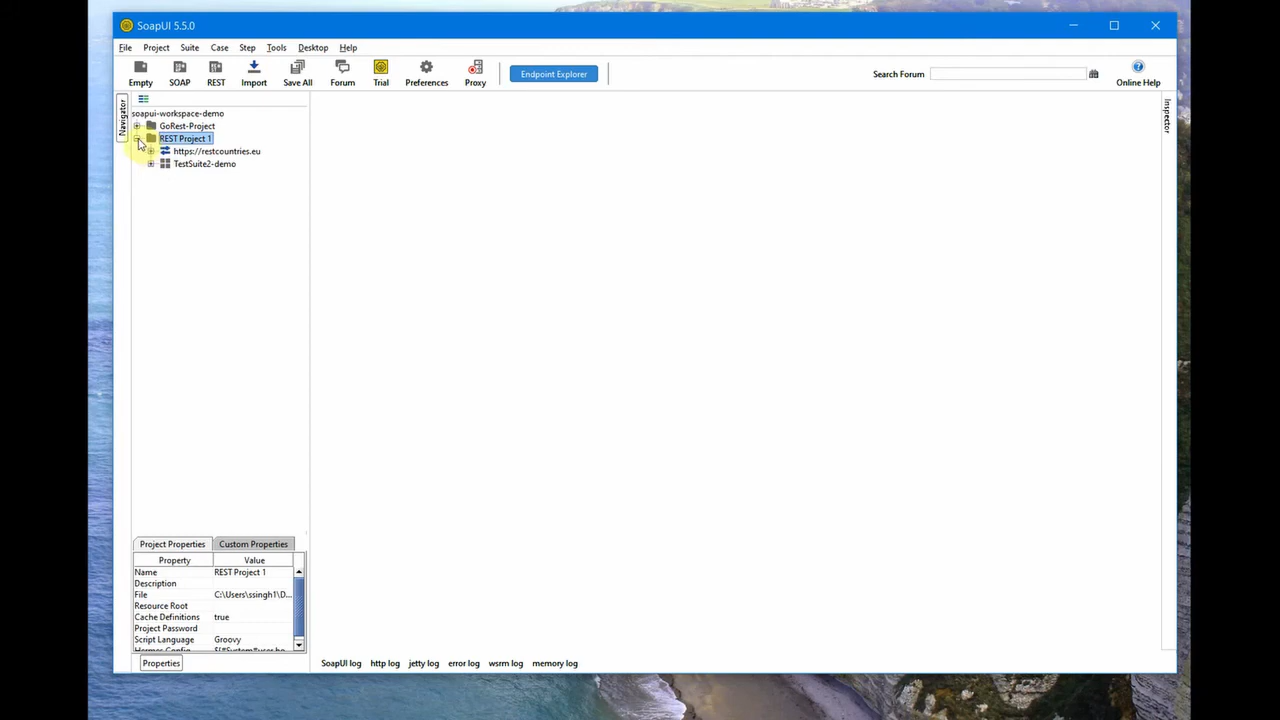 SoapUI 5.5.0
File Project Suite Case Step Tools Desktop Help
Empty SOAP REST Import Save All Forum Trial Preferences Proxy Endpoint Explorer Search Forum Online Help
Navigator
Inspector
soapui-workspace-demo
GoRest-Project
REST Project 1
https://restcountries.eu
TestSuite2-demo
Project Properties Custom Properties
Property Value
Name REST Project 1
Description
File C:\Users\ssingh1\D...
Resource Root
Cache Definitions true
Project Password
Script Language Groovy
Properties
SoapUI log http log jetty log error log wsrm log memory log